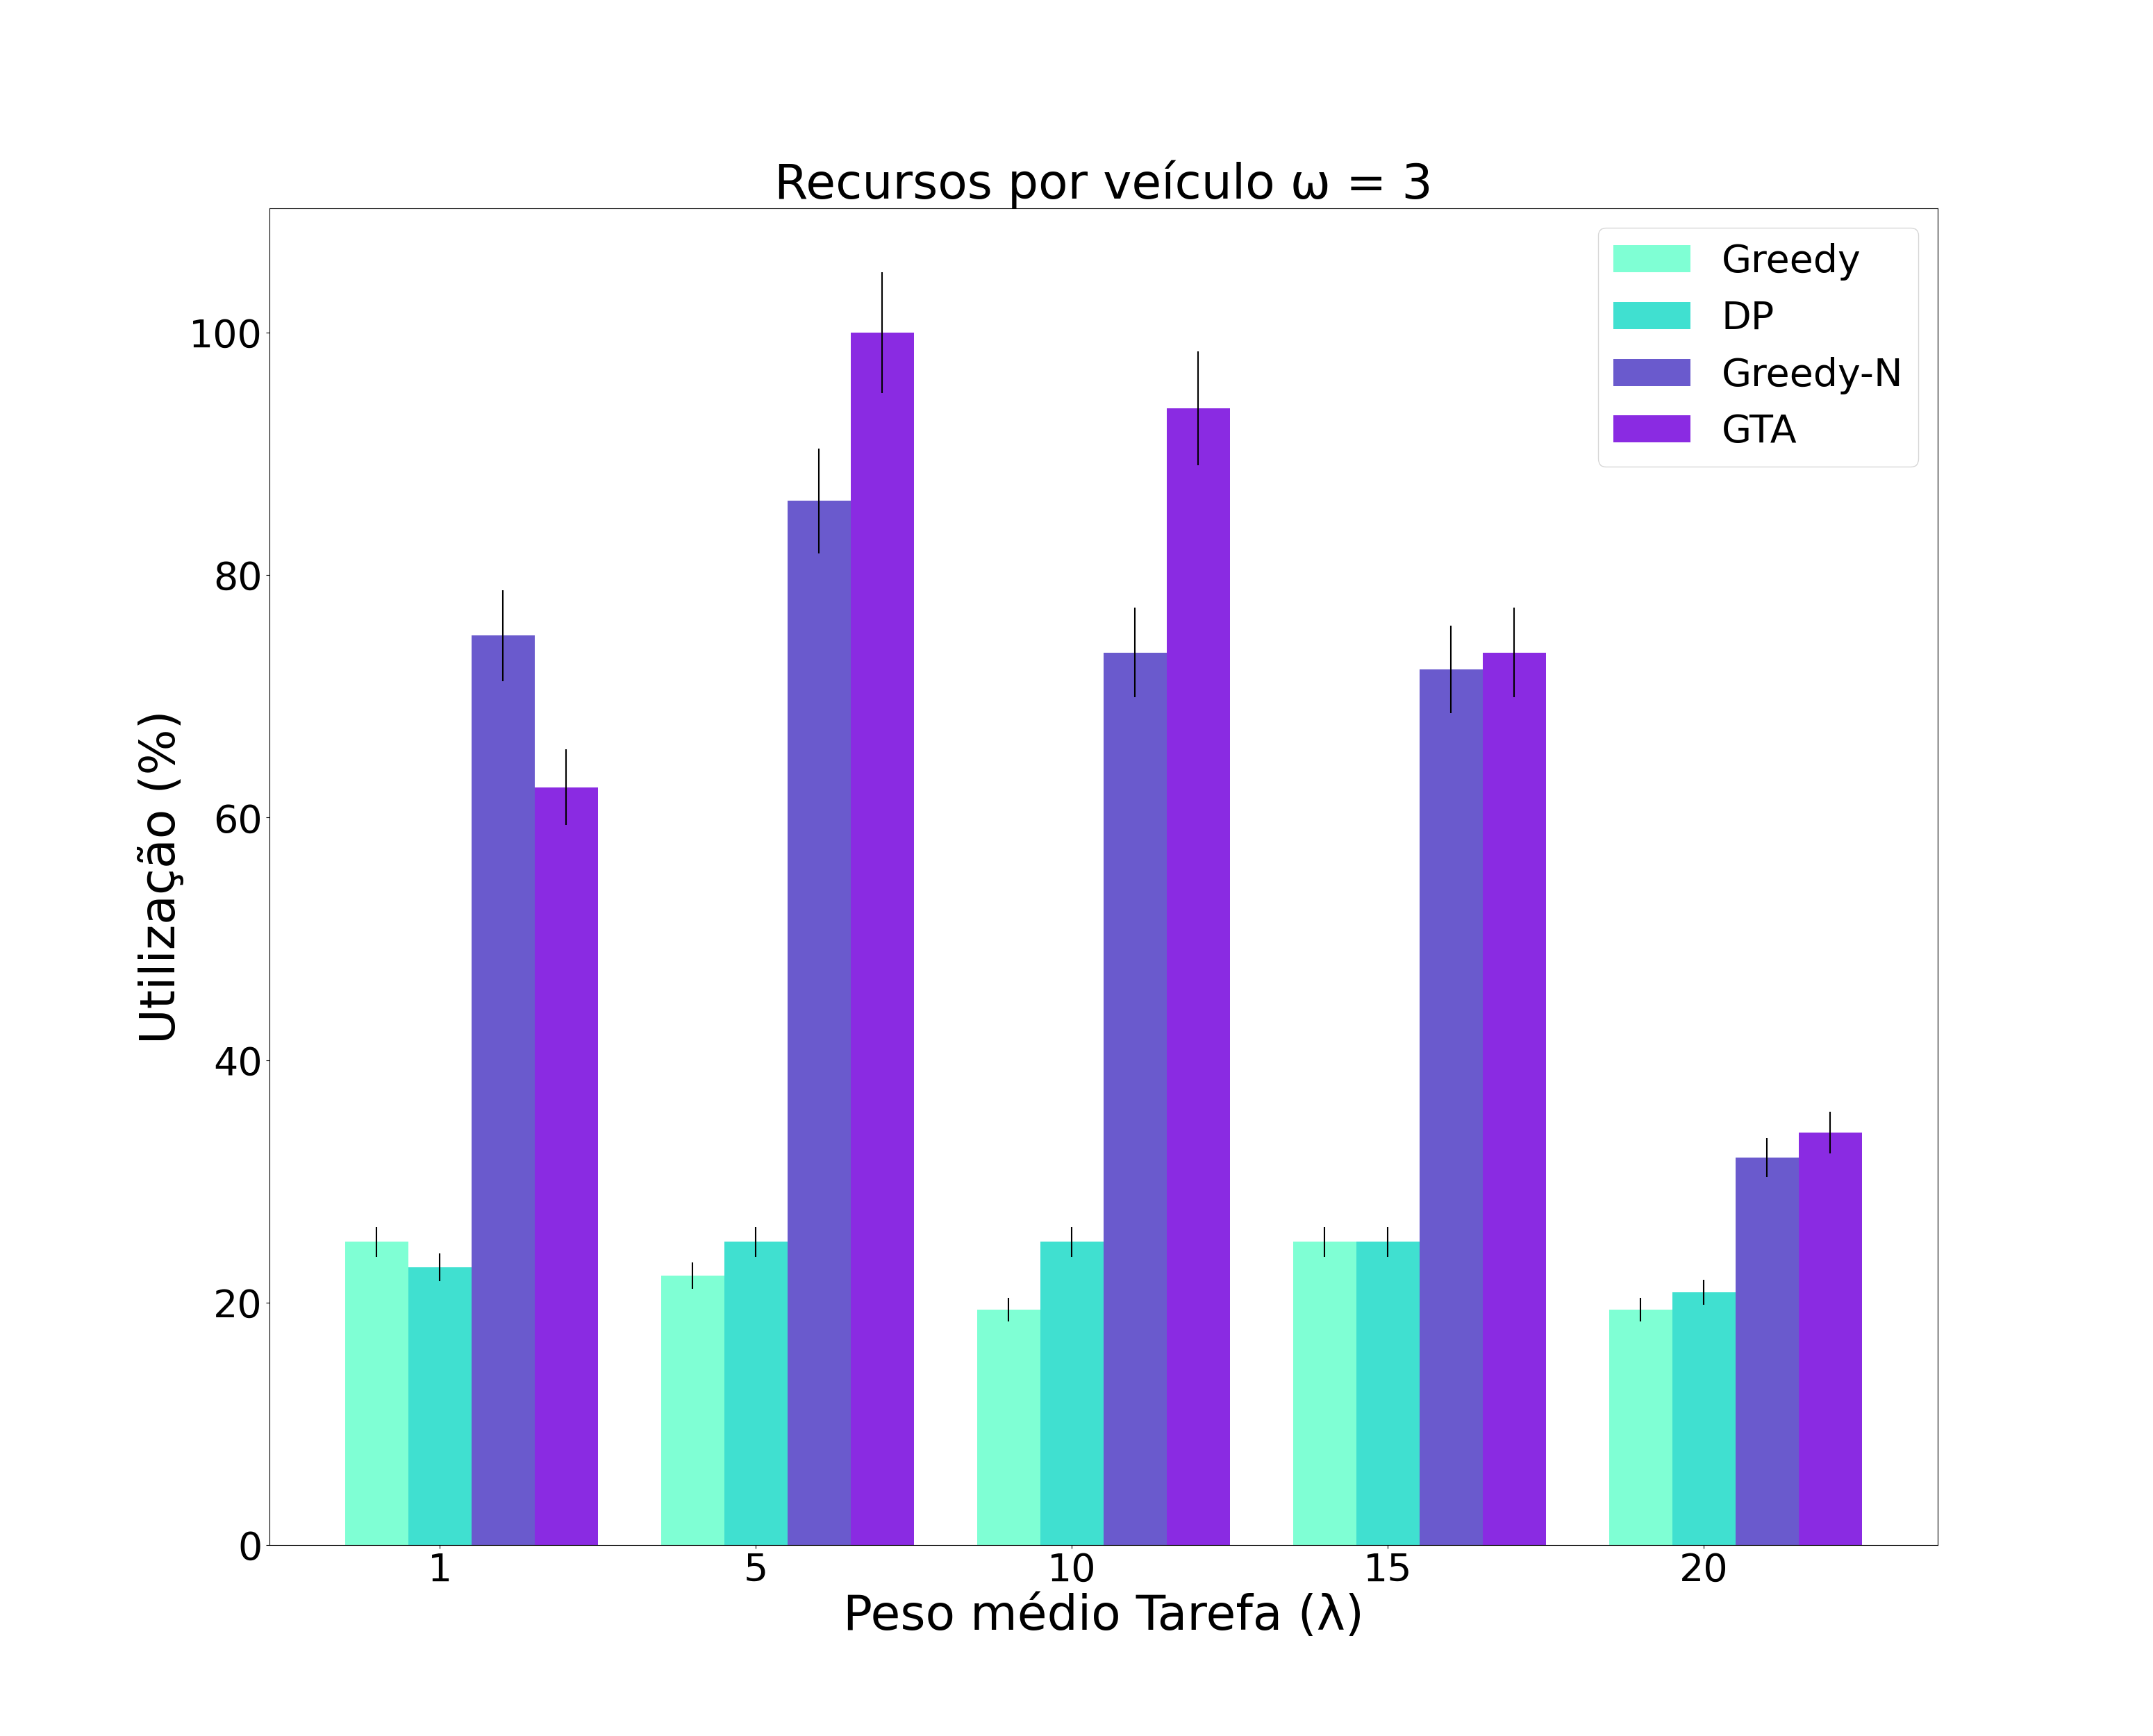 Recursos por veículo ω = 3
Greedy
DP
Greedy-N
GTA
Utilização (%)
100
80
60
40
20
0
1 5 10 15 20
Peso médio Tarefa (λ)